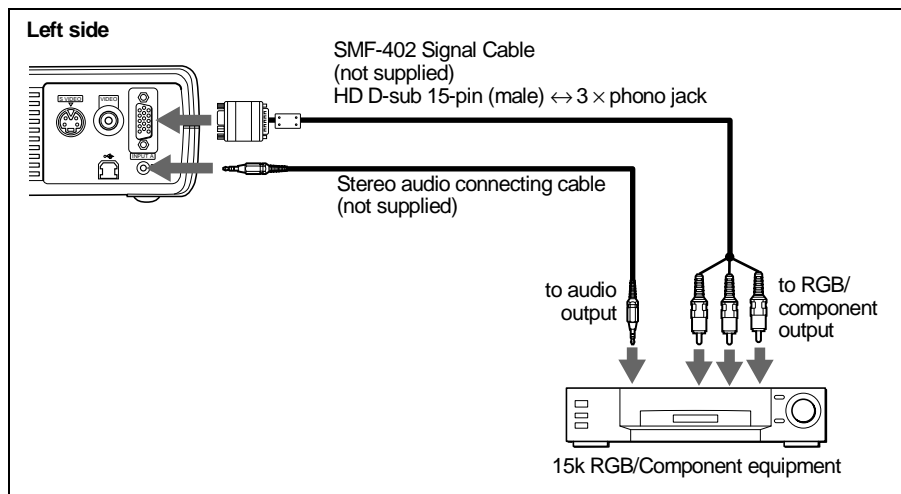 Left side
SMF-402 Signal Cable
(not supplied)
HD D-sub 15-pin (male) ↔ 3 × phono jack
S VIDEO
VIDEO
INPUT A
Stereo audio connecting cable
(not supplied)
to audio
output
to RGB/
component
output
15k RGB/Component equipment